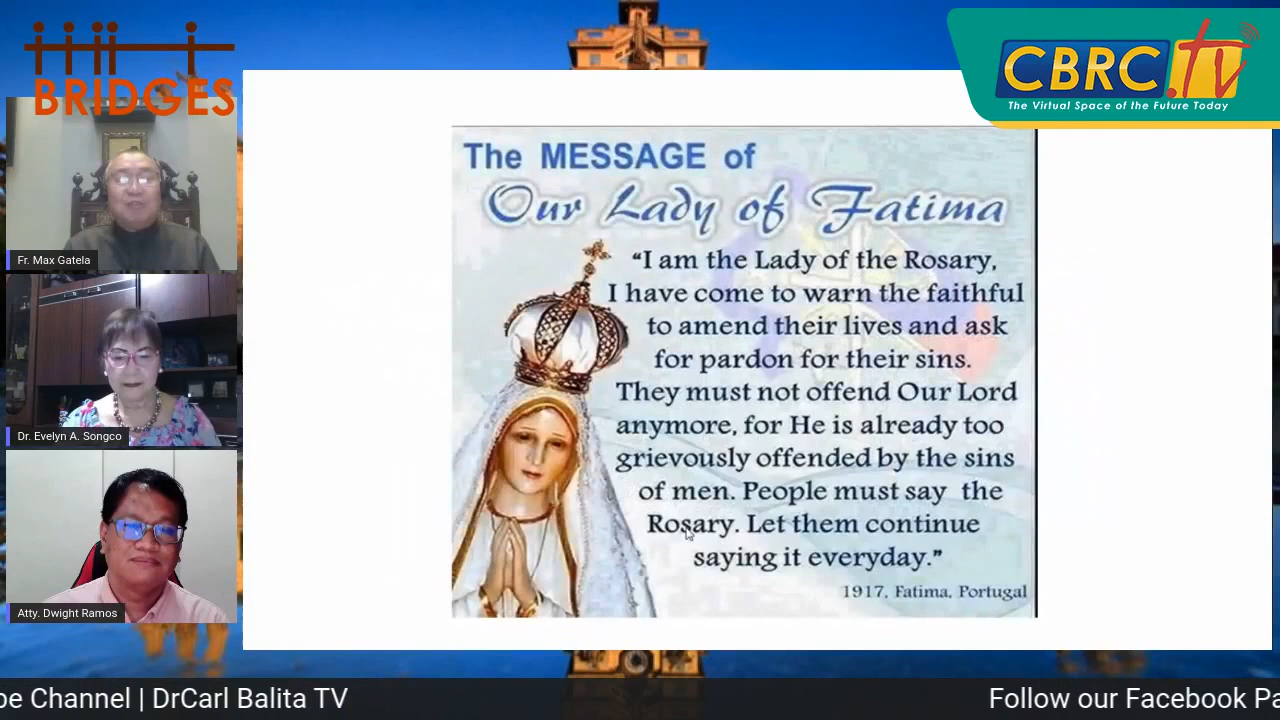 BRIDGES
CBRC.tv
The Virtual Space of the Future Today
Fr. Max Gatela
Dr. Evelyn A. Songco
Atty. Dwight Ramos
The MESSAGE of
Our Lady of Fatima
“I am the Lady of the Rosary,
I have come to warn the faithful
to amend their lives and ask
for pardon for their sins.
They must not offend Our Lord
anymore, for He is already too
grievously offended by the sins
of men. People must say the
Rosary. Let them continue
saying it everyday.”
1917, Fatima, Portugal
Channel | DrCarl Balita TV
Follow our Facebook